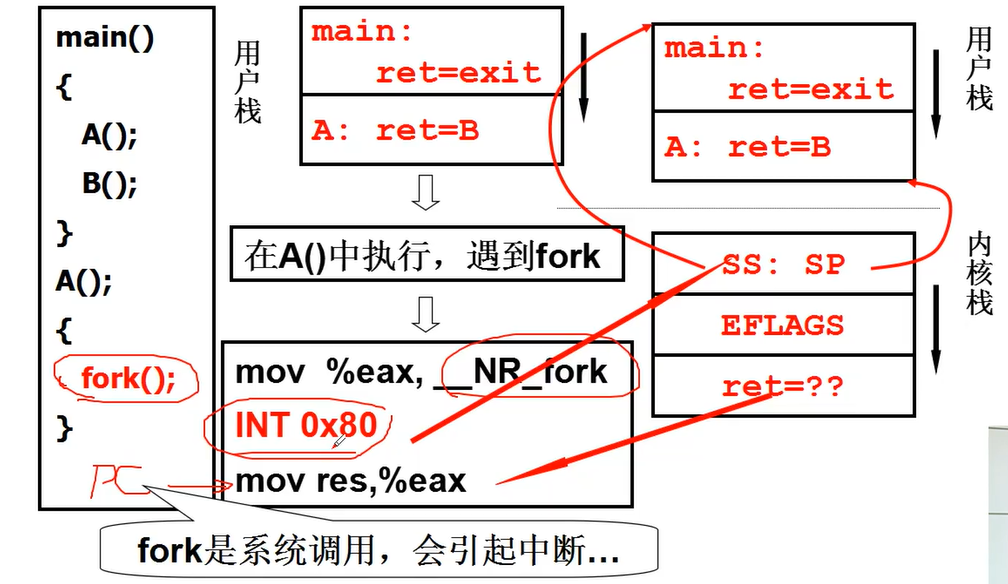 main()
{
A();
B();
}
A();
{
fork();
}
PC
用户栈
main:
ret=exit
A: ret=B
在A()中执行，遇到fork
mov %eax, __NR_fork
INT 0x80
mov res,%eax
fork是系统调用，会引起中断…
main:
ret=exit
A: ret=B
用户栈
SS: SP
EFLAGS
ret=??
内核栈